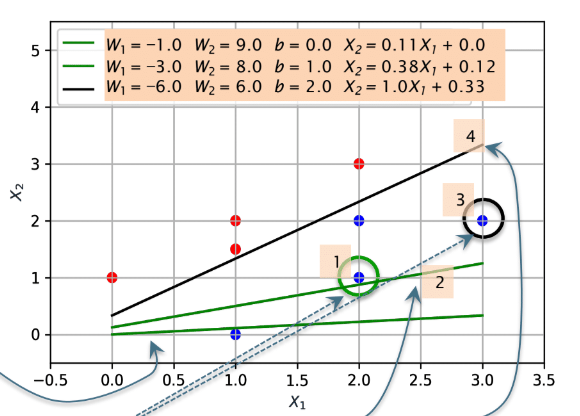 W₁ = −1.0 W₂ = 9.0 b = 0.0 X₂ = 0.11X₁ + 0.0
W₁ = −3.0 W₂ = 8.0 b = 1.0 X₂ = 0.38X₁ + 0.12
W₁ = −6.0 W₂ = 6.0 b = 2.0 X₂ = 1.0X₁ + 0.33
5
4
3
2
1
0
X₂
4
3
1
2
−0.5 0.0 0.5 1.0 1.5 2.0 2.5 3.0 3.5
X₁